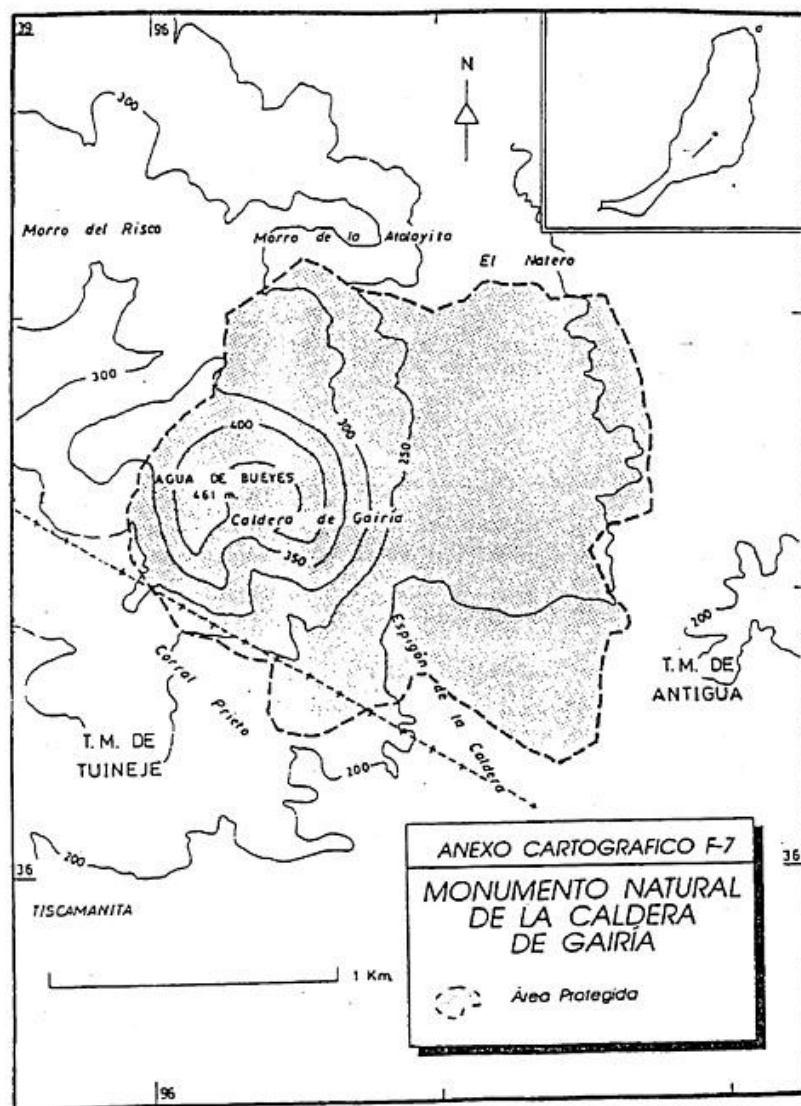 39
96
N
300
Morro del Risco
Morro de la Atalayita
El Natero
300
300
250
400
AGUA DE BUEYES
461 m.
Caldera de Gairía
350
Espigón de la Caldera
Corral Prieto
200
T.M. DE
ANTIGUA
T.M. DE
TUINEJE
200
200
36
36
TISCAMANITA
1 Km.
ANEXO CARTOGRAFICO F-7
MONUMENTO NATURAL
DE LA CALDERA
DE GAIRÍA
Área Protegida
96